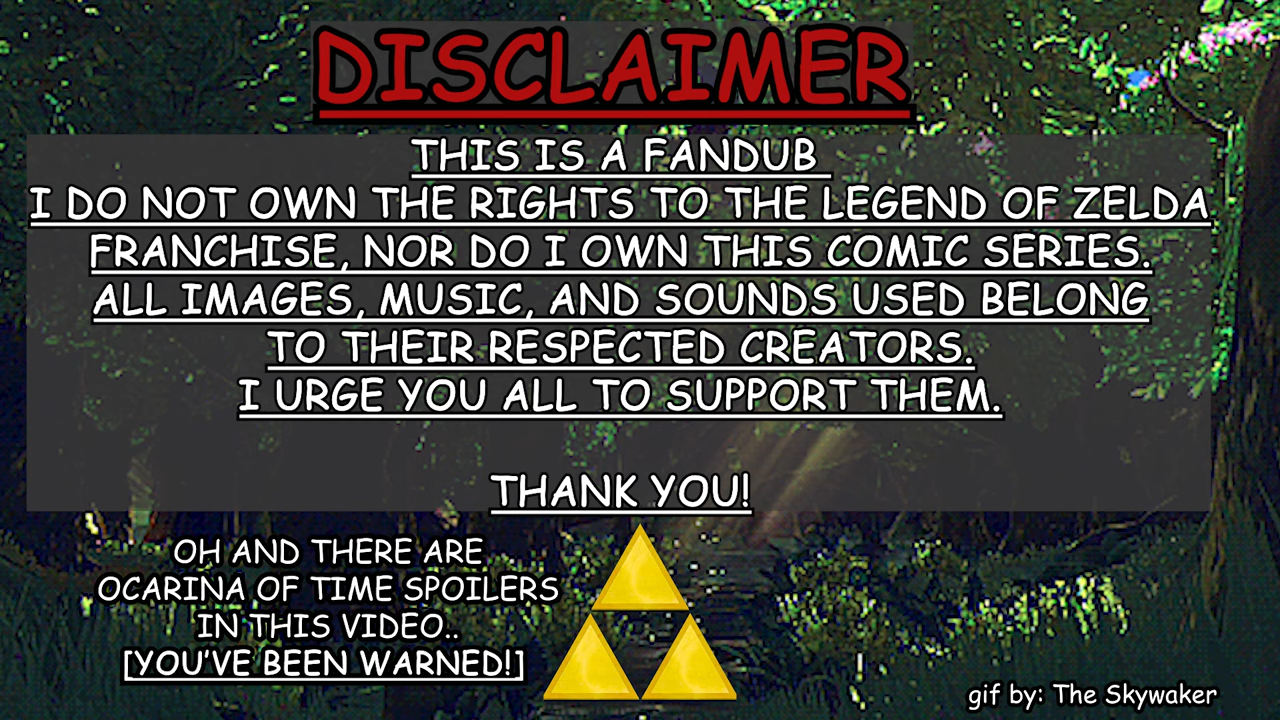 DISCLAIMER
THIS IS A FANDUB
I DO NOT OWN THE RIGHTS TO THE LEGEND OF ZELDA
FRANCHISE, NOR DO I OWN THIS COMIC SERIES.
ALL IMAGES, MUSIC, AND SOUNDS USED BELONG
TO THEIR RESPECTED CREATORS.
I URGE YOU ALL TO SUPPORT THEM.
THANK YOU!
OH AND THERE ARE
OCARINA OF TIME SPOILERS
IN THIS VIDEO..
[YOU'VE BEEN WARNED!]
gif by: The Skywaker